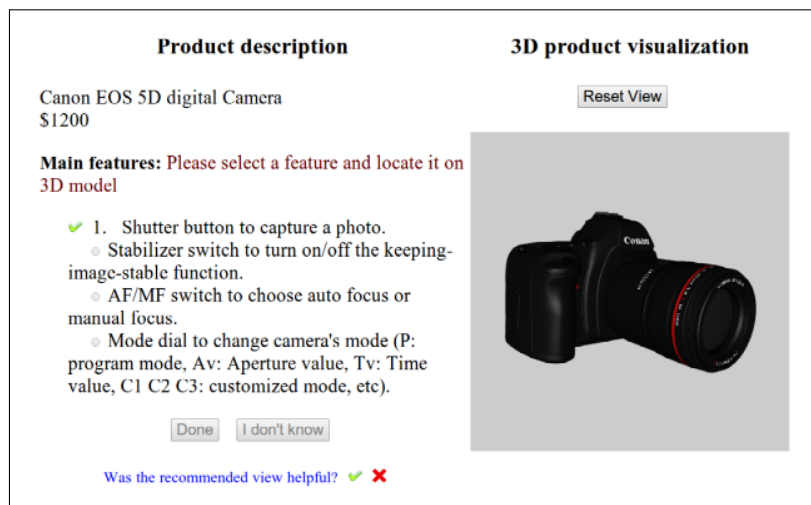 Product description
3D product visualization
Canon EOS 5D digital Camera
$1200
Reset View
Main features: Please select a feature and locate it on
3D model
1. Shutter button to capture a photo.
Stabilizer switch to turn on/off the keeping-
image-stable function.
AF/MF switch to choose auto focus or
manual focus.
Mode dial to change camera's mode (P:
program mode, Av: Aperture value, Tv: Time
value, C1 C2 C3: customized mode, etc).
Done
I don't know
Was the recommended view helpful?
Conan